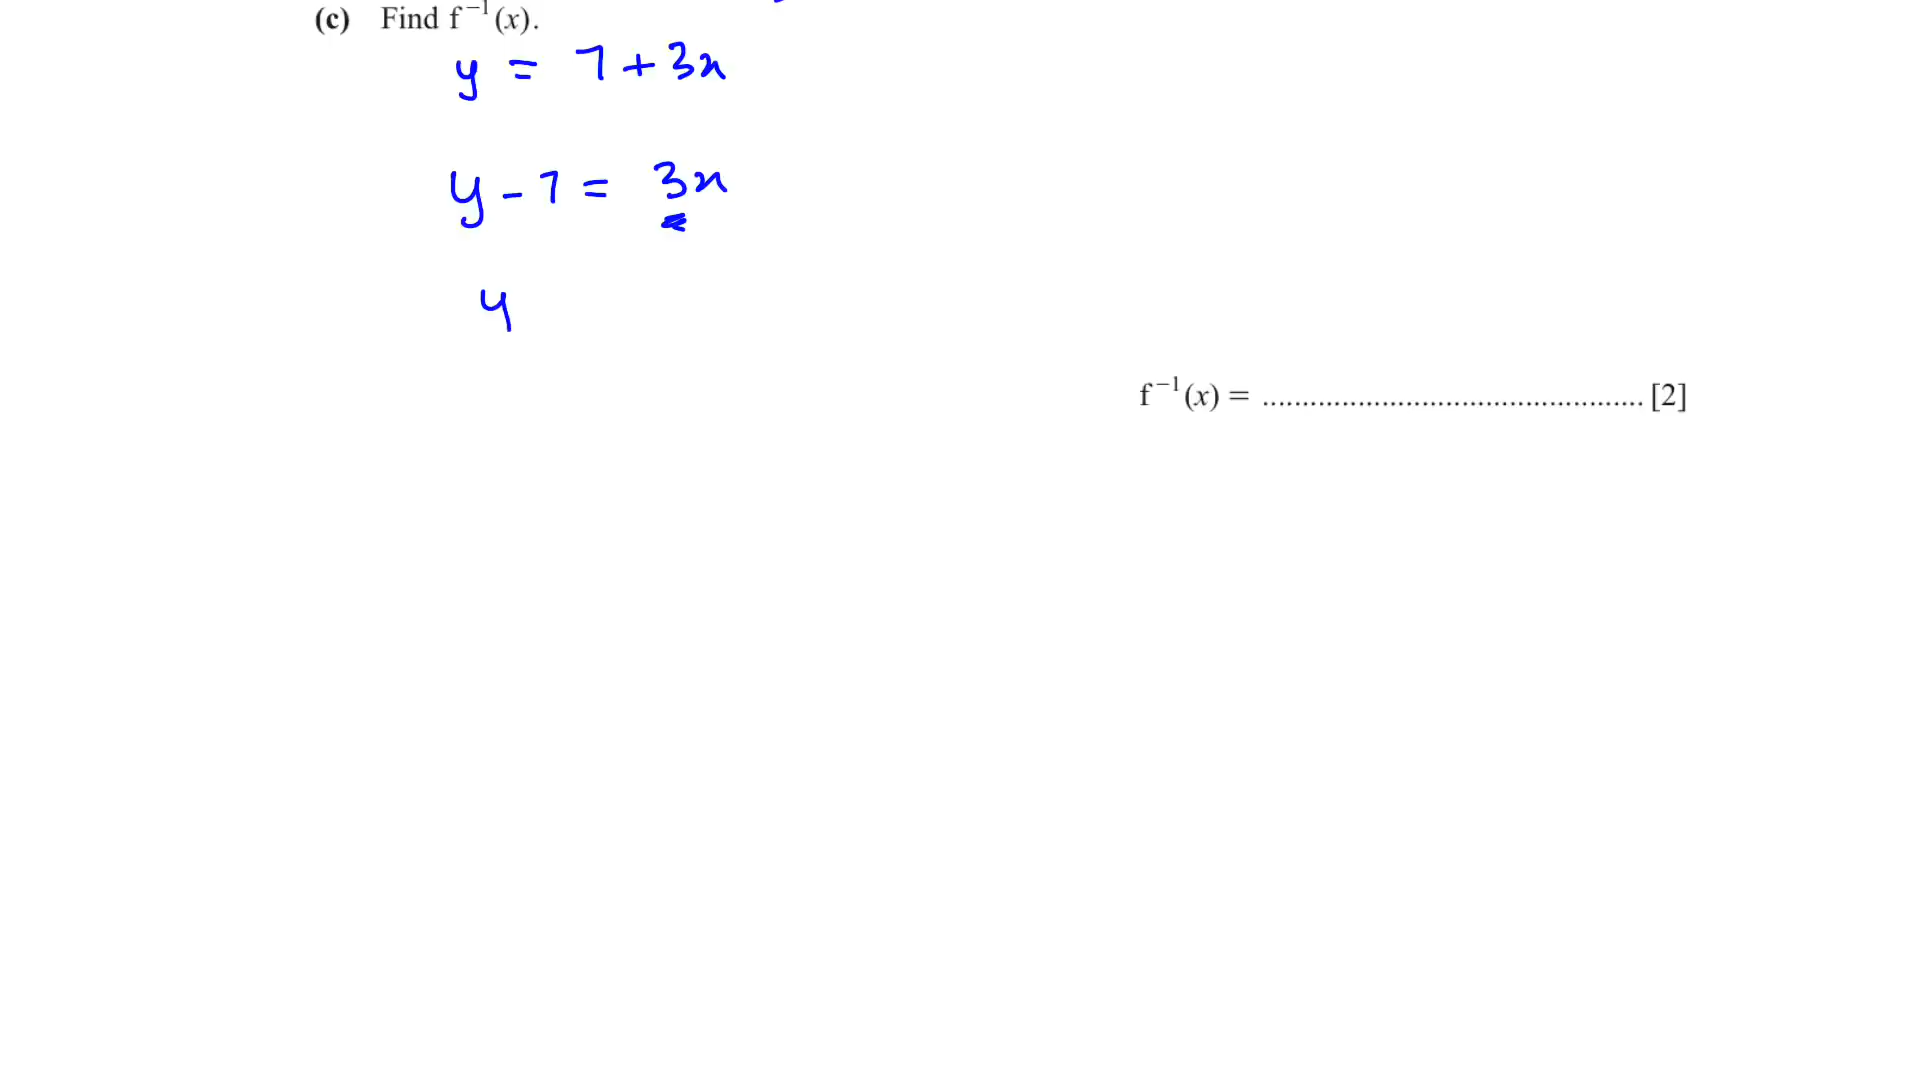 (c) Find f⁻¹(x).
y = 7 + 3x
y - 7 = 3x
y
f⁻¹(x) = ................................................ [2]